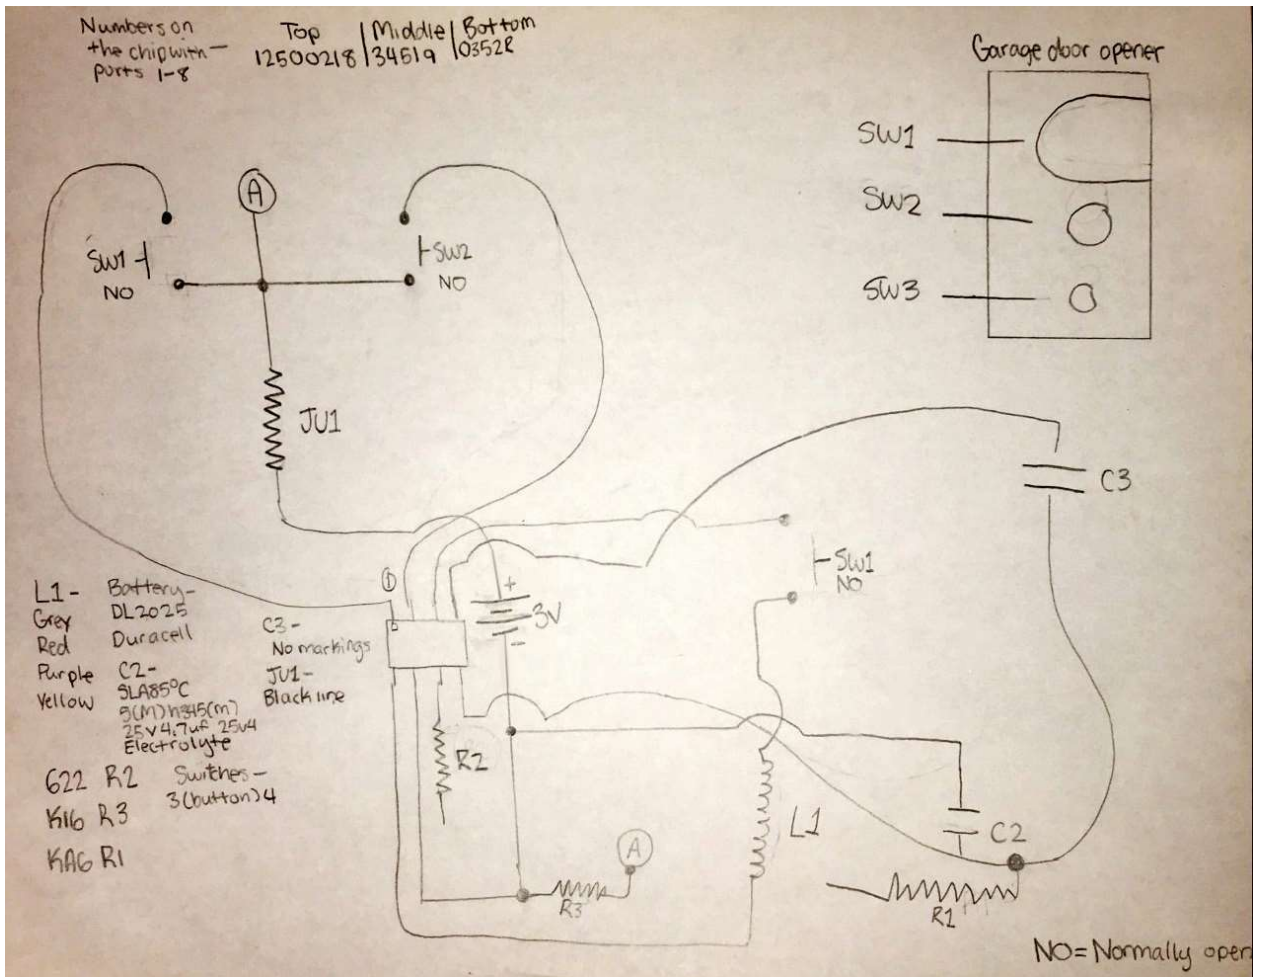 Numbers on
the chip with—
ports 1-8
Top | Middle | Bottom
12500218 | 34519 | 0352R
Garage door opener
SW1
SW2
SW3
A
SW1
NO
SW2
NO
JU1
C3
SW1
NO
1
+
3V
-
L1- Battery-
Grey DL2025
Red Duracell
Purple C2-
Yellow SLA85°C
25V 4.7uf 25v4
Electrolyte
C3-
No markings
JU1-
Black line
622 R2 Switches-
K16 R3 3(button)4
KA6 R1
R2
L1
C2
A
R3
R1
NO=Normally open